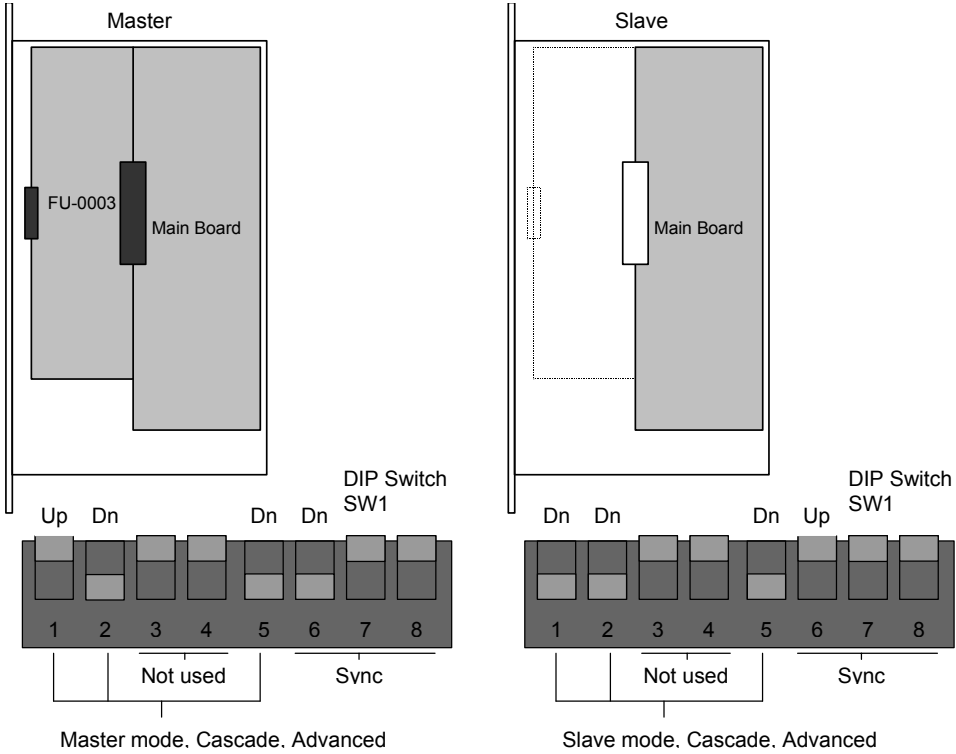 Master
FU-0003
Main Board
DIP Switch
SW1
Up Dn Dn Dn
1 2 3 4 5 6 7 8
Not used Sync
Master mode, Cascade, Advanced
Slave
Main Board
DIP Switch
SW1
Dn Dn Dn Up
1 2 3 4 5 6 7 8
Not used Sync
Slave mode, Cascade, Advanced